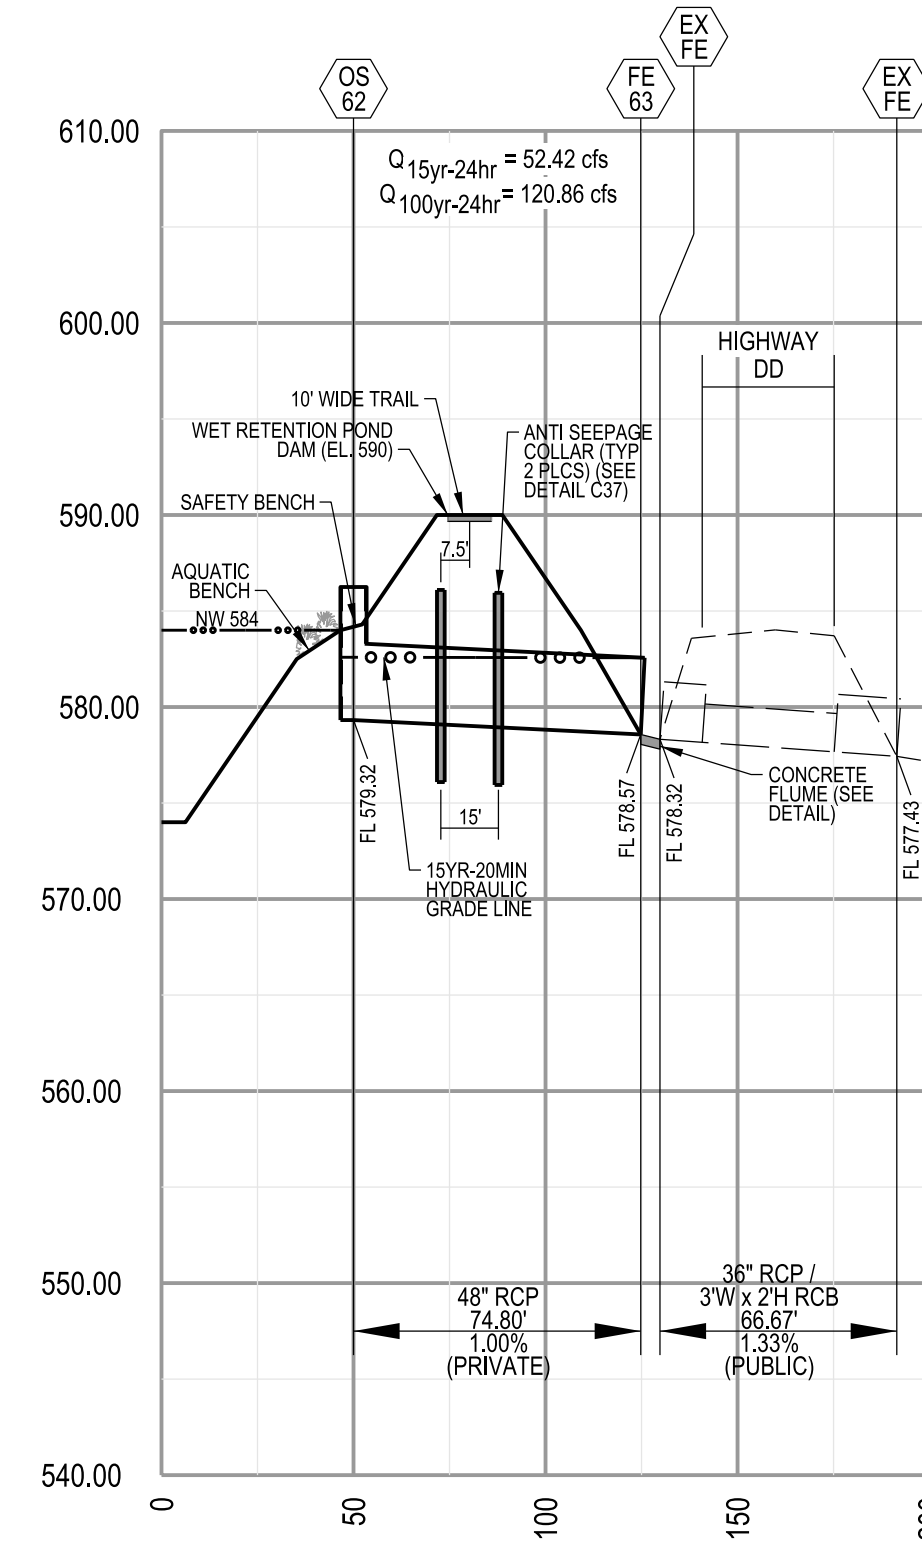 EX
FE
OS
62
FE
63
EX
FE
610.00
Q 15yr-24hr = 52.42 cfs
Q 100yr-24hr = 120.86 cfs
600.00
HIGHWAY
DD
10' WIDE TRAIL
WET RETENTION POND
DAM (EL. 590)
ANTI SEEPAGE
COLLAR (TYP
2 PLCS) (SEE
DETAIL C37)
SAFETY BENCH
590.00
7.5'
AQUATIC
BENCH
NW 584
580.00
FL 579.32
FL 578.57
FL 578.32
FL 577.43
CONCRETE
FLUME (SEE
DETAIL)
15'
15YR-20MIN
HYDRAULIC
GRADE LINE
570.00
560.00
550.00
48" RCP
74.80'
1.00%
(PRIVATE)
36" RCP /
3'W x 2'H RCB
66.67'
1.33%
(PUBLIC)
540.00
0
50
100
150